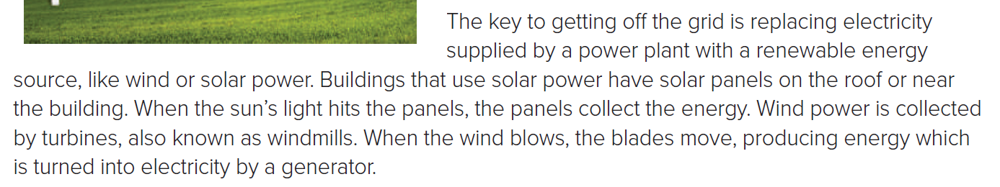 The key to getting off the grid is replacing electricity
supplied by a power plant with a renewable energy
source, like wind or solar power. Buildings that use solar power have solar panels on the roof or near
the building. When the sun’s light hits the panels, the panels collect the energy. Wind power is collected
by turbines, also known as windmills. When the wind blows, the blades move, producing energy which
is turned into electricity by a generator.